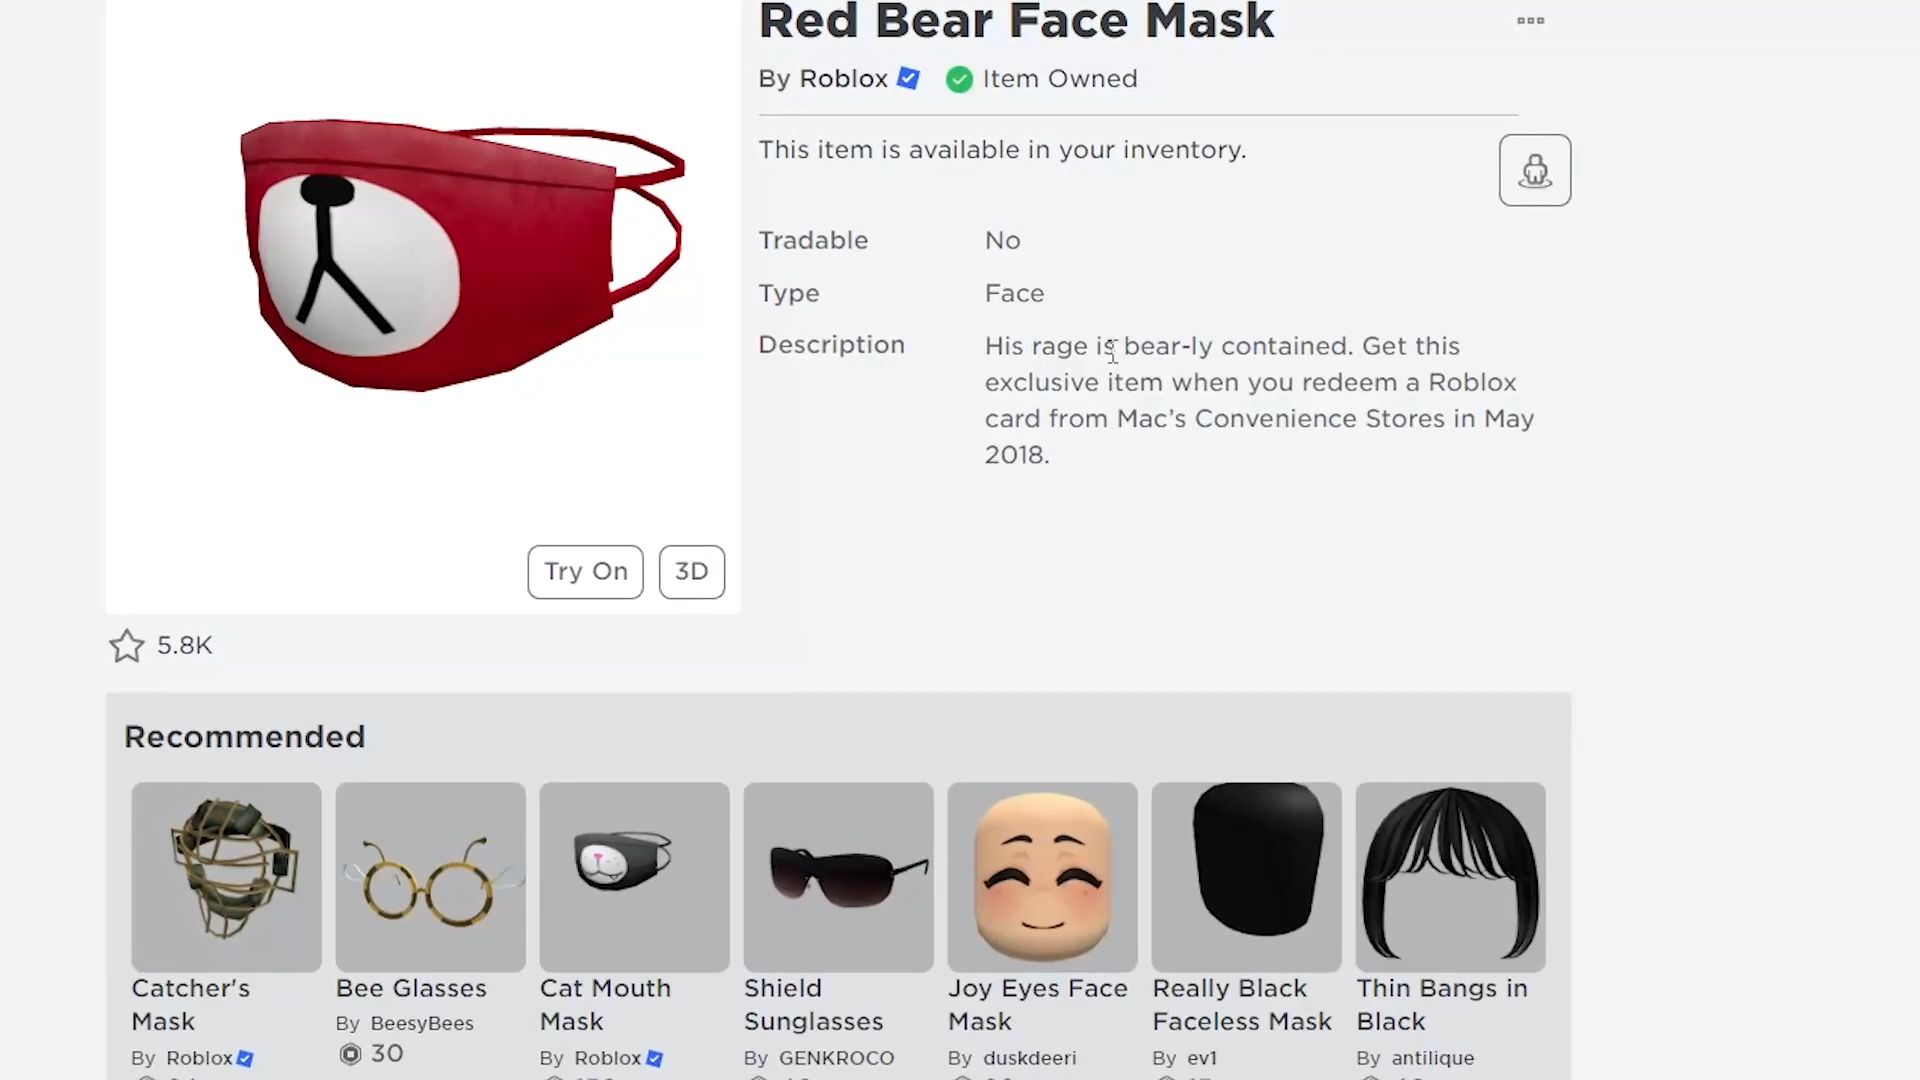 Red Bear Face Mask
By Roblox Item Owned
This item is available in your inventory.
Tradable No
Type Face
Description His rage is bear-ly contained. Get this
exclusive item when you redeem a Roblox
card from Mac's Convenience Stores in May
2018.
Try On 3D
5.8K
Recommended
Catcher's
Mask
By Roblox
Bee Glasses
By BeesyBees
30
Cat Mouth
Mask
By Roblox
Shield
Sunglasses
By GENKROCO
Joy Eyes Face
Mask
By duskdeeri
Really Black
Faceless Mask
By ev1
Thin Bangs in
Black
By antilique